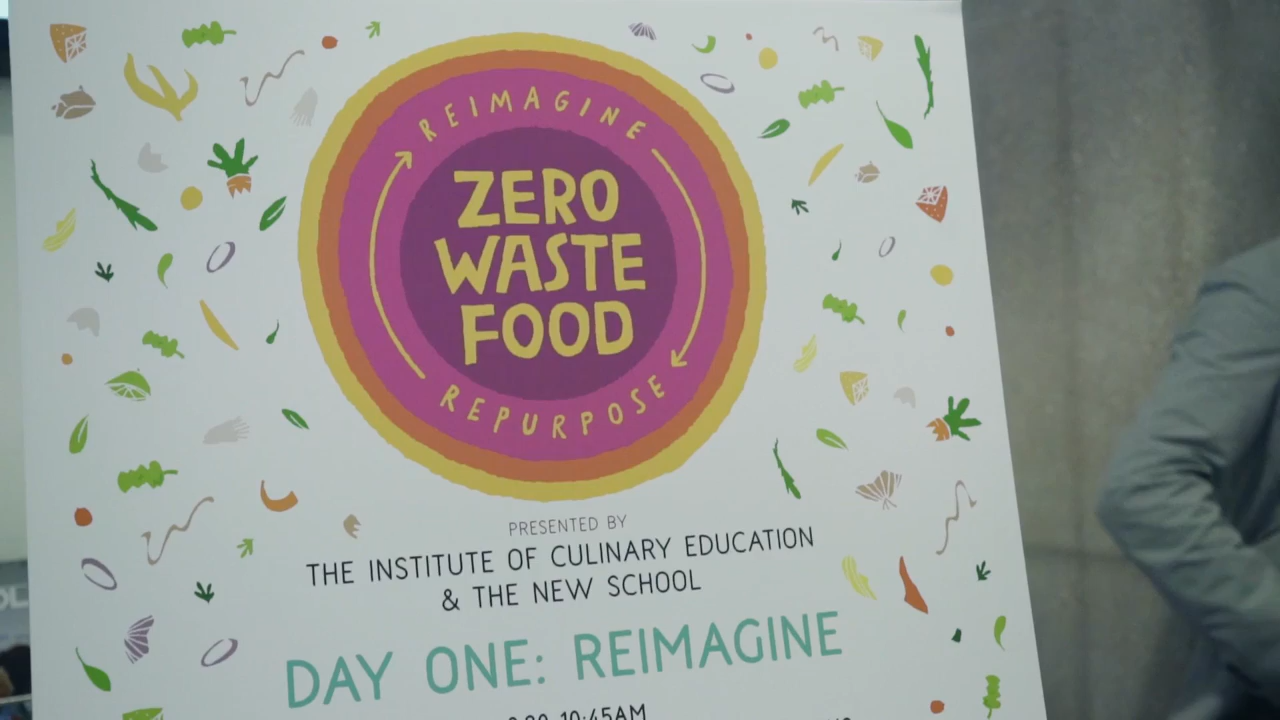 REIMAGINE
ZERO
WASTE
FOOD
REPURPOSE
PRESENTED BY
THE INSTITUTE OF CULINARY EDUCATION
& THE NEW SCHOOL
DAY ONE: REIMAGINE